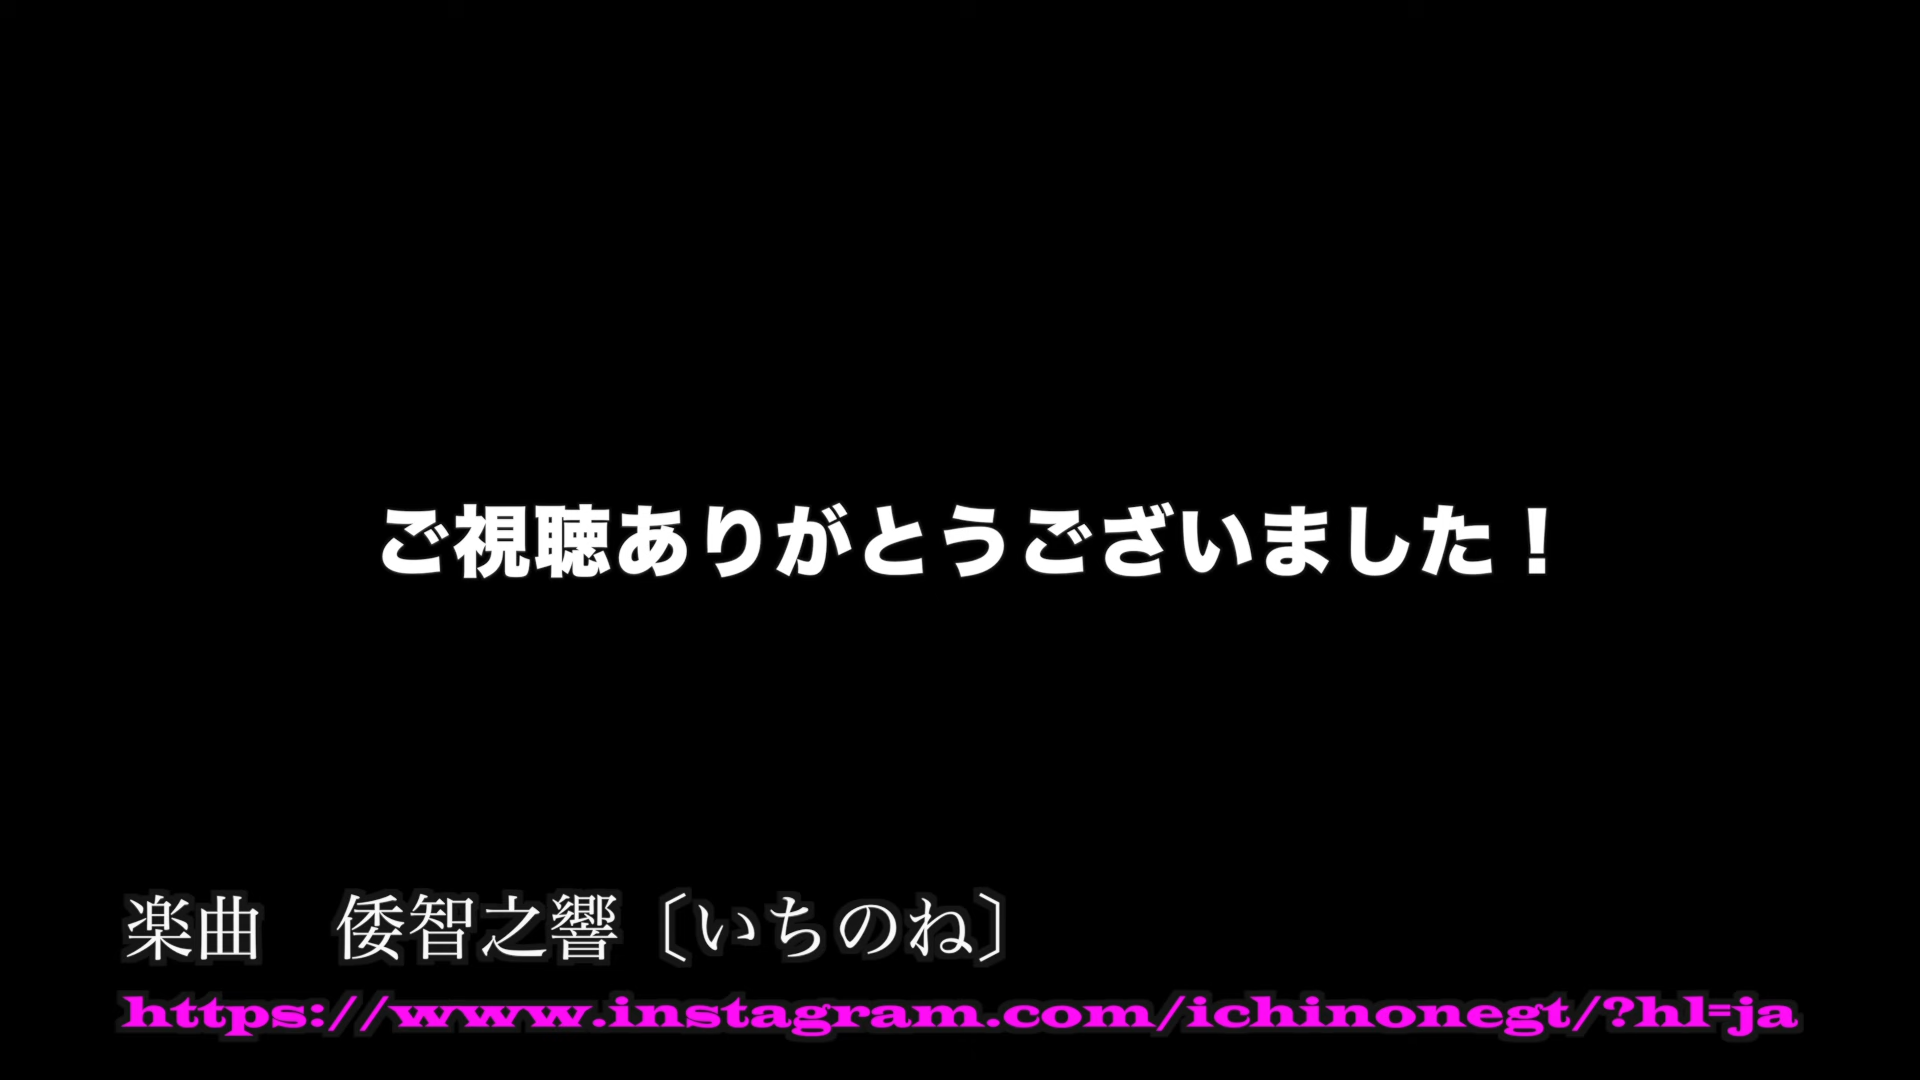 ご視聴ありがとうございました！
楽曲　倭智之響〔いちのね〕
https://www.instagram.com/ichinonegt/?hl=ja